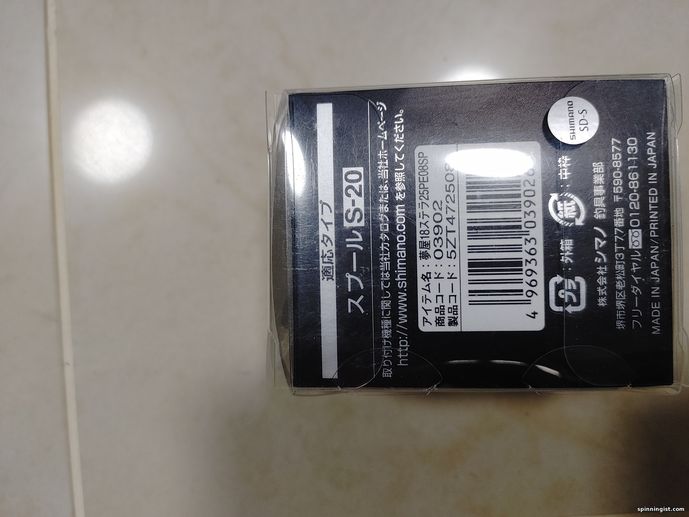 適応タイプ
スプール S-20
取り付け機種に関しては当社カタログまたは、当社ホームページ
http://www.shimano.com を参照してください。
アイテム名：夢屋18ステラ25PE08SP
商品コード：03902
製品コード：5ZT472508
4 969363 03902
プラ：外箱 紙：中枠
株式会社 シマノ 釣具事業部
堺市堺区老松町3丁77番地 〒590-8577
フリーダイヤル 0120-861130
MADE IN JAPAN/PRINTED IN JAPAN
SHIMANO
SD-S
spinningist.com